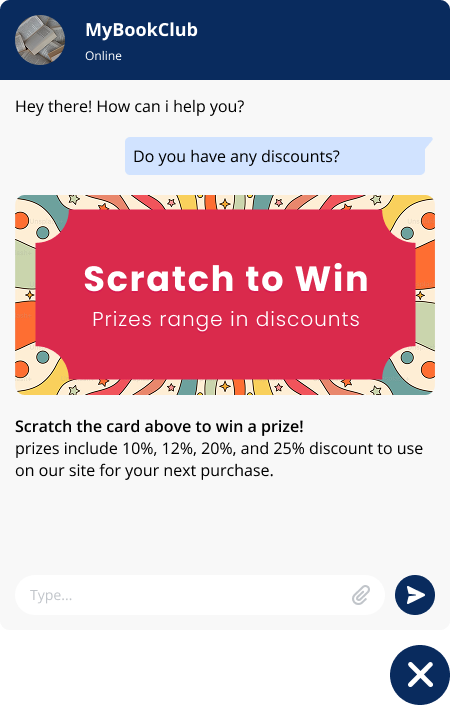 MyBookClub
Online
Hey there! How can i help you?
Do you have any discounts?
Scratch to Win
Prizes range in discounts
Scratch the card above to win a prize!
prizes include 10%, 12%, 20%, and 25% discount to use
on our site for your next purchase.
Type...